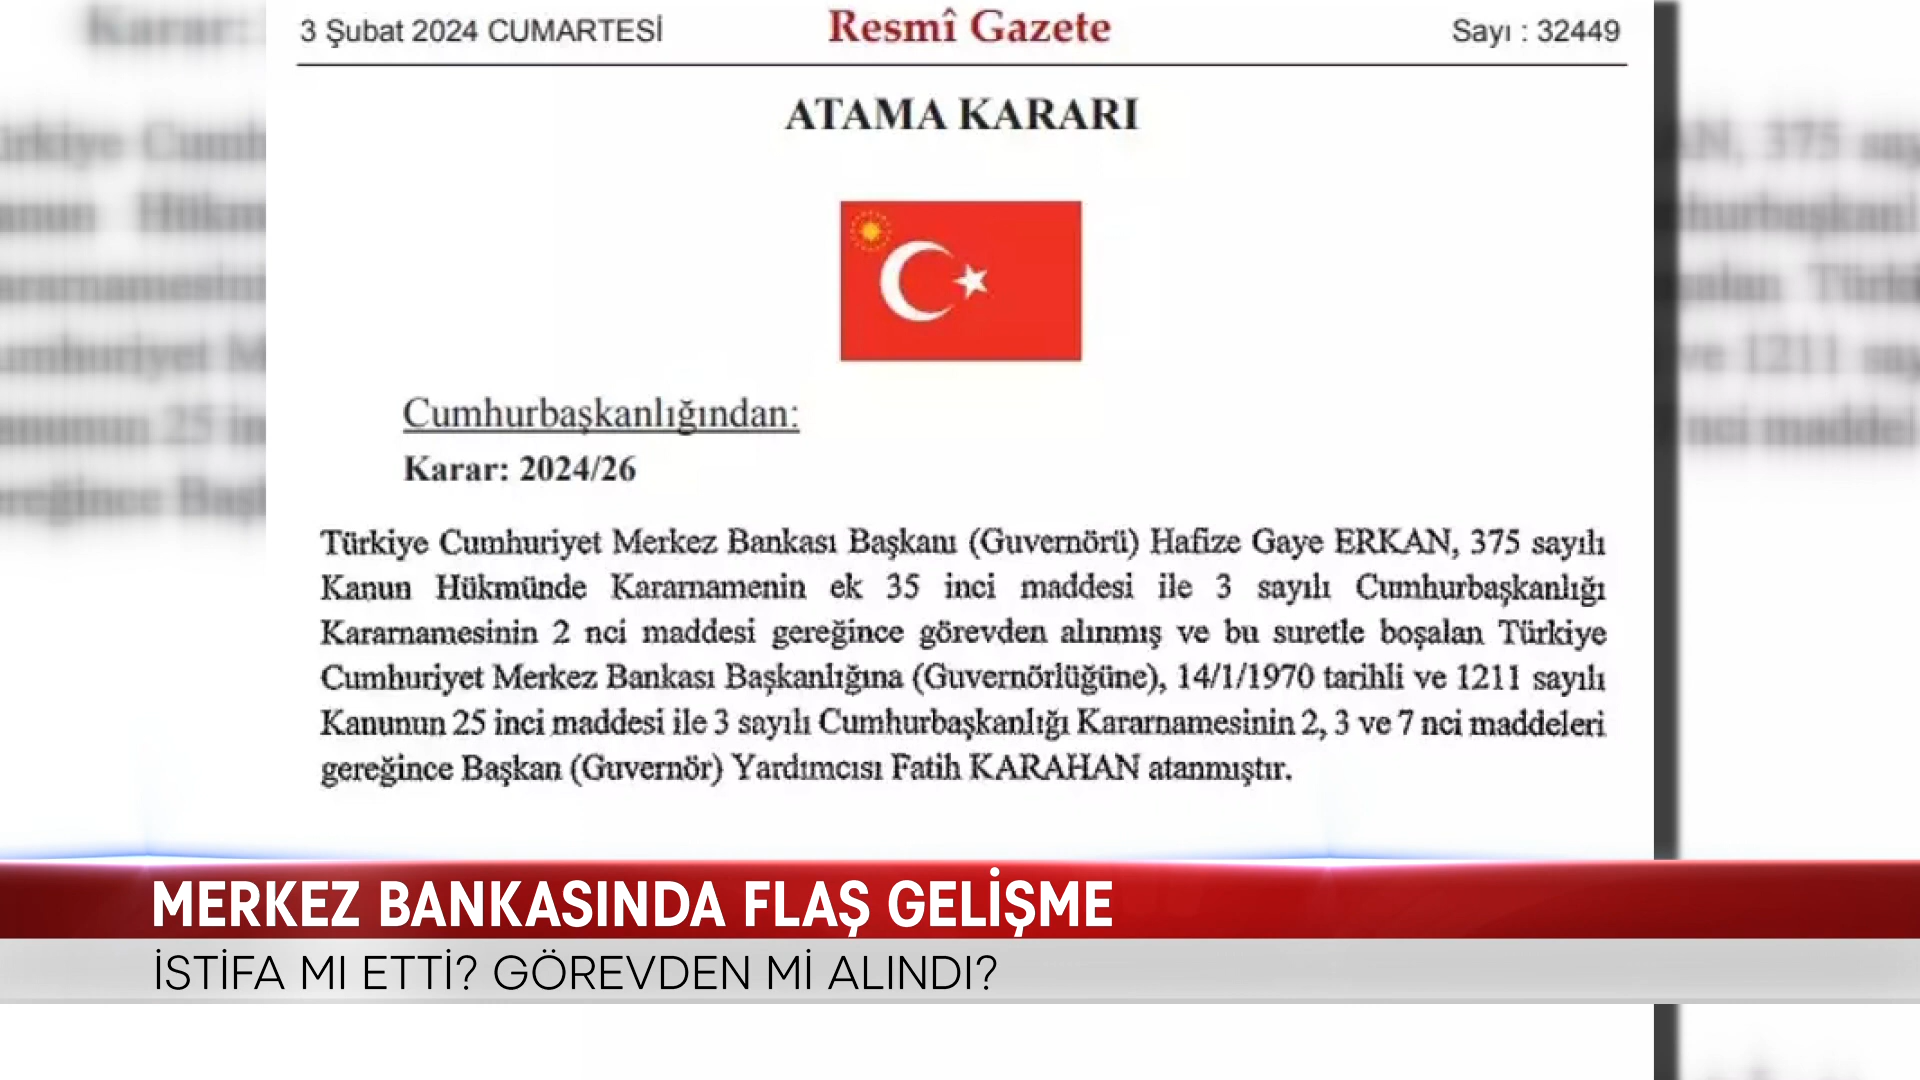 3 Şubat 2024 CUMARTESİ Resmî Gazete Sayı : 32449
ATAMA KARARI
Cumhurbaşkanlığından:
Karar: 2024/26
Türkiye Cumhuriyet Merkez Bankası Başkanı (Guvernörü) Hafize Gaye ERKAN, 375 sayılı
Kanun Hükmünde Kararnamenin ek 35 inci maddesi ile 3 sayılı Cumhurbaşkanlığı
Kararnamesinin 2 nci maddesi gereğince görevden alınmış ve bu suretle boşalan Türkiye
Cumhuriyet Merkez Bankası Başkanlığına (Guvernörlüğüne), 14/1/1970 tarihli ve 1211 sayılı
Kanunun 25 inci maddesi ile 3 sayılı Cumhurbaşkanlığı Kararnamesinin 2, 3 ve 7 nci maddeleri
gereğince Başkan (Guvernör) Yardımcısı Fatih KARAHAN atanmıştır.
MERKEZ BANKASINDA FLAŞ GELİŞME
İSTİFA MI ETTİ? GÖREVDEN Mİ ALINDI?